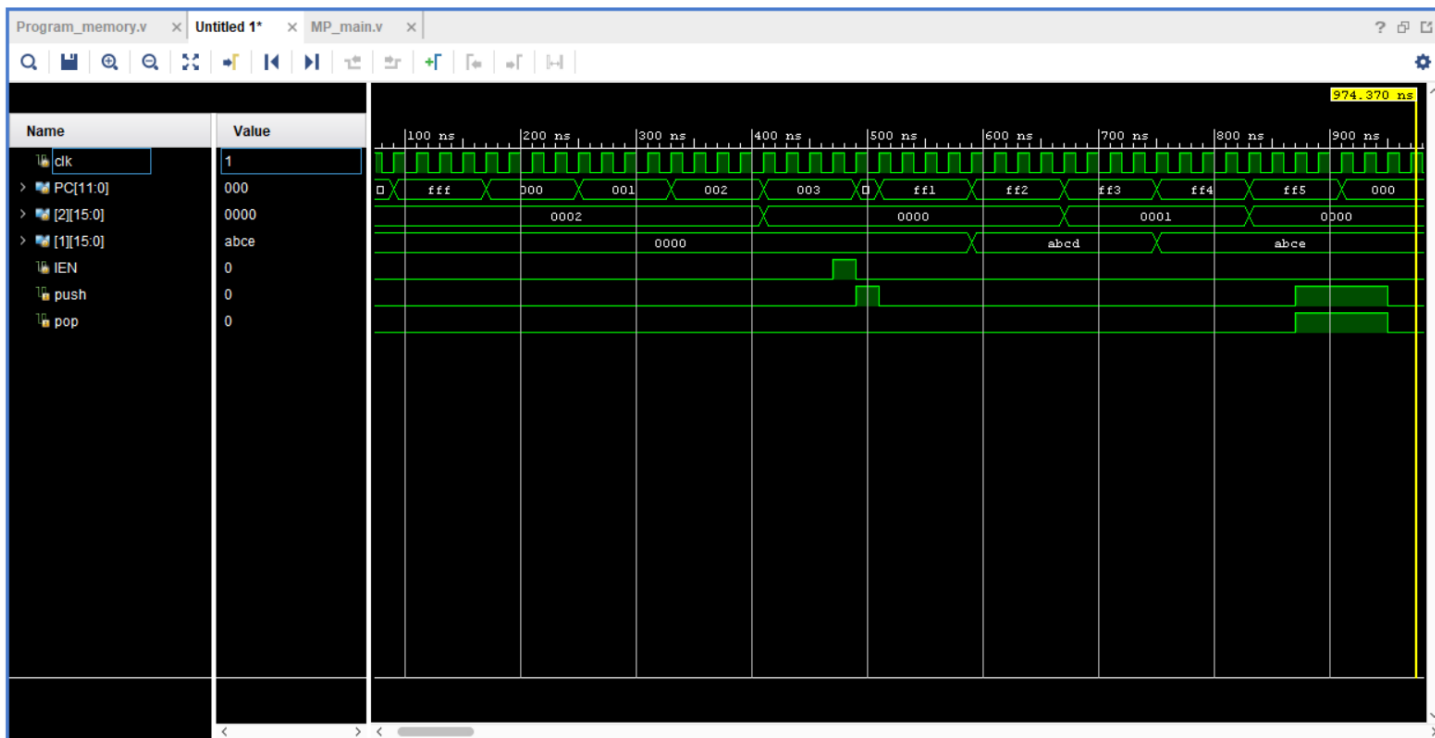 Program_memory.v × Untitled 1* × MP_main.v ×
974.370 ns
Name Value
100 ns 200 ns 300 ns 400 ns 500 ns 600 ns 700 ns 800 ns 900 ns
clk 1
PC[11:0] 000 fff 000 001 002 003 ff1 ff2 ff3 ff4 ff5 000
[2][15:0] 0000 0002 0000 0001 0000
[1][15:0] abce 0000 abcd abce
IEN 0
push 0
pop 0